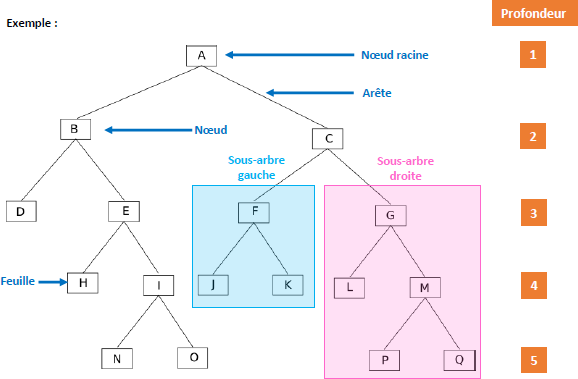 Profondeur
Exemple :
A
Nœud racine
1
Arête
B
Nœud
C
2
Sous-arbre
gauche
Sous-arbre
droite
D
E
F
G
3
Feuille
H
I
J
K
L
M
4
N
O
P
Q
5